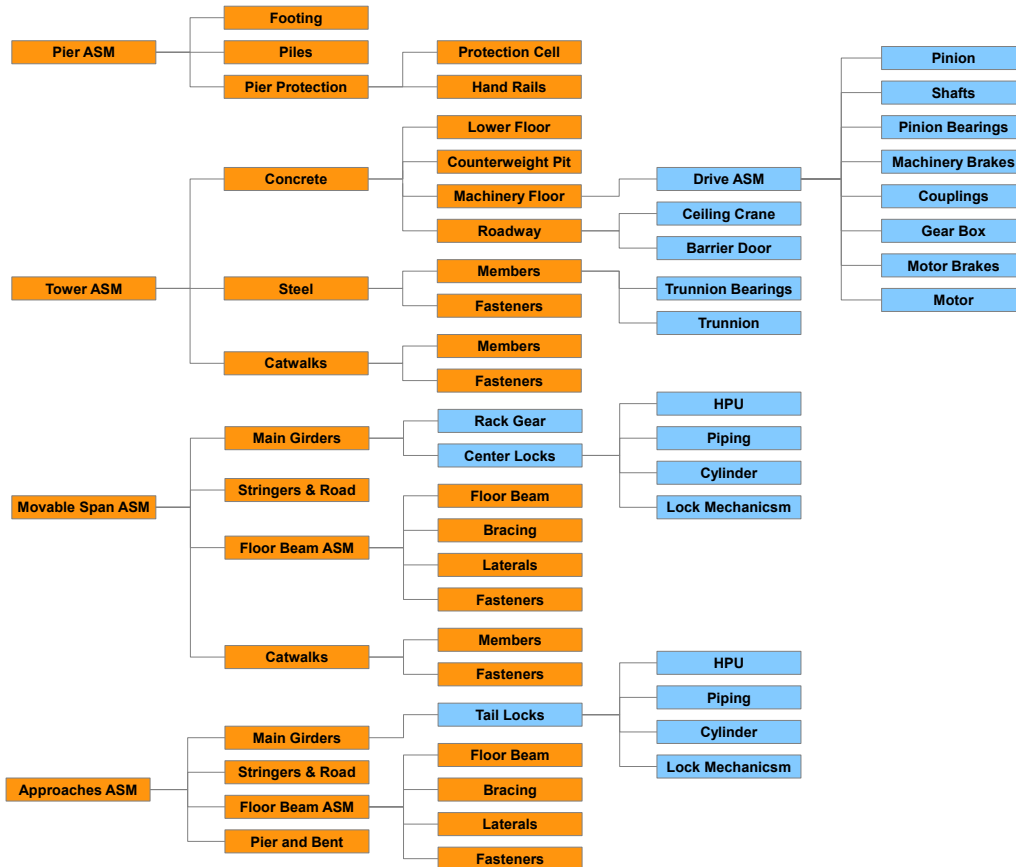 Pier ASM
Footing
Piles
Pier Protection
Protection Cell
Hand Rails
Tower ASM
Concrete
Lower Floor
Counterweight Pit
Machinery Floor
Drive ASM
Pinion
Shafts
Pinion Bearings
Machinery Brakes
Couplings
Gear Box
Motor Brakes
Motor
Roadway
Ceiling Crane
Barrier Door
Steel
Members
Trunnion Bearings
Trunnion
Fasteners
Catwalks
Members
Fasteners
Movable Span ASM
Main Girders
Rack Gear
Center Locks
HPU
Piping
Cylinder
Lock Mechanicsm
Stringers & Road
Floor Beam ASM
Floor Beam
Bracing
Laterals
Fasteners
Catwalks
Members
Fasteners
Approaches ASM
Main Girders
Tail Locks
HPU
Piping
Cylinder
Lock Mechanicsm
Stringers & Road
Floor Beam ASM
Floor Beam
Bracing
Laterals
Fasteners
Pier and Bent